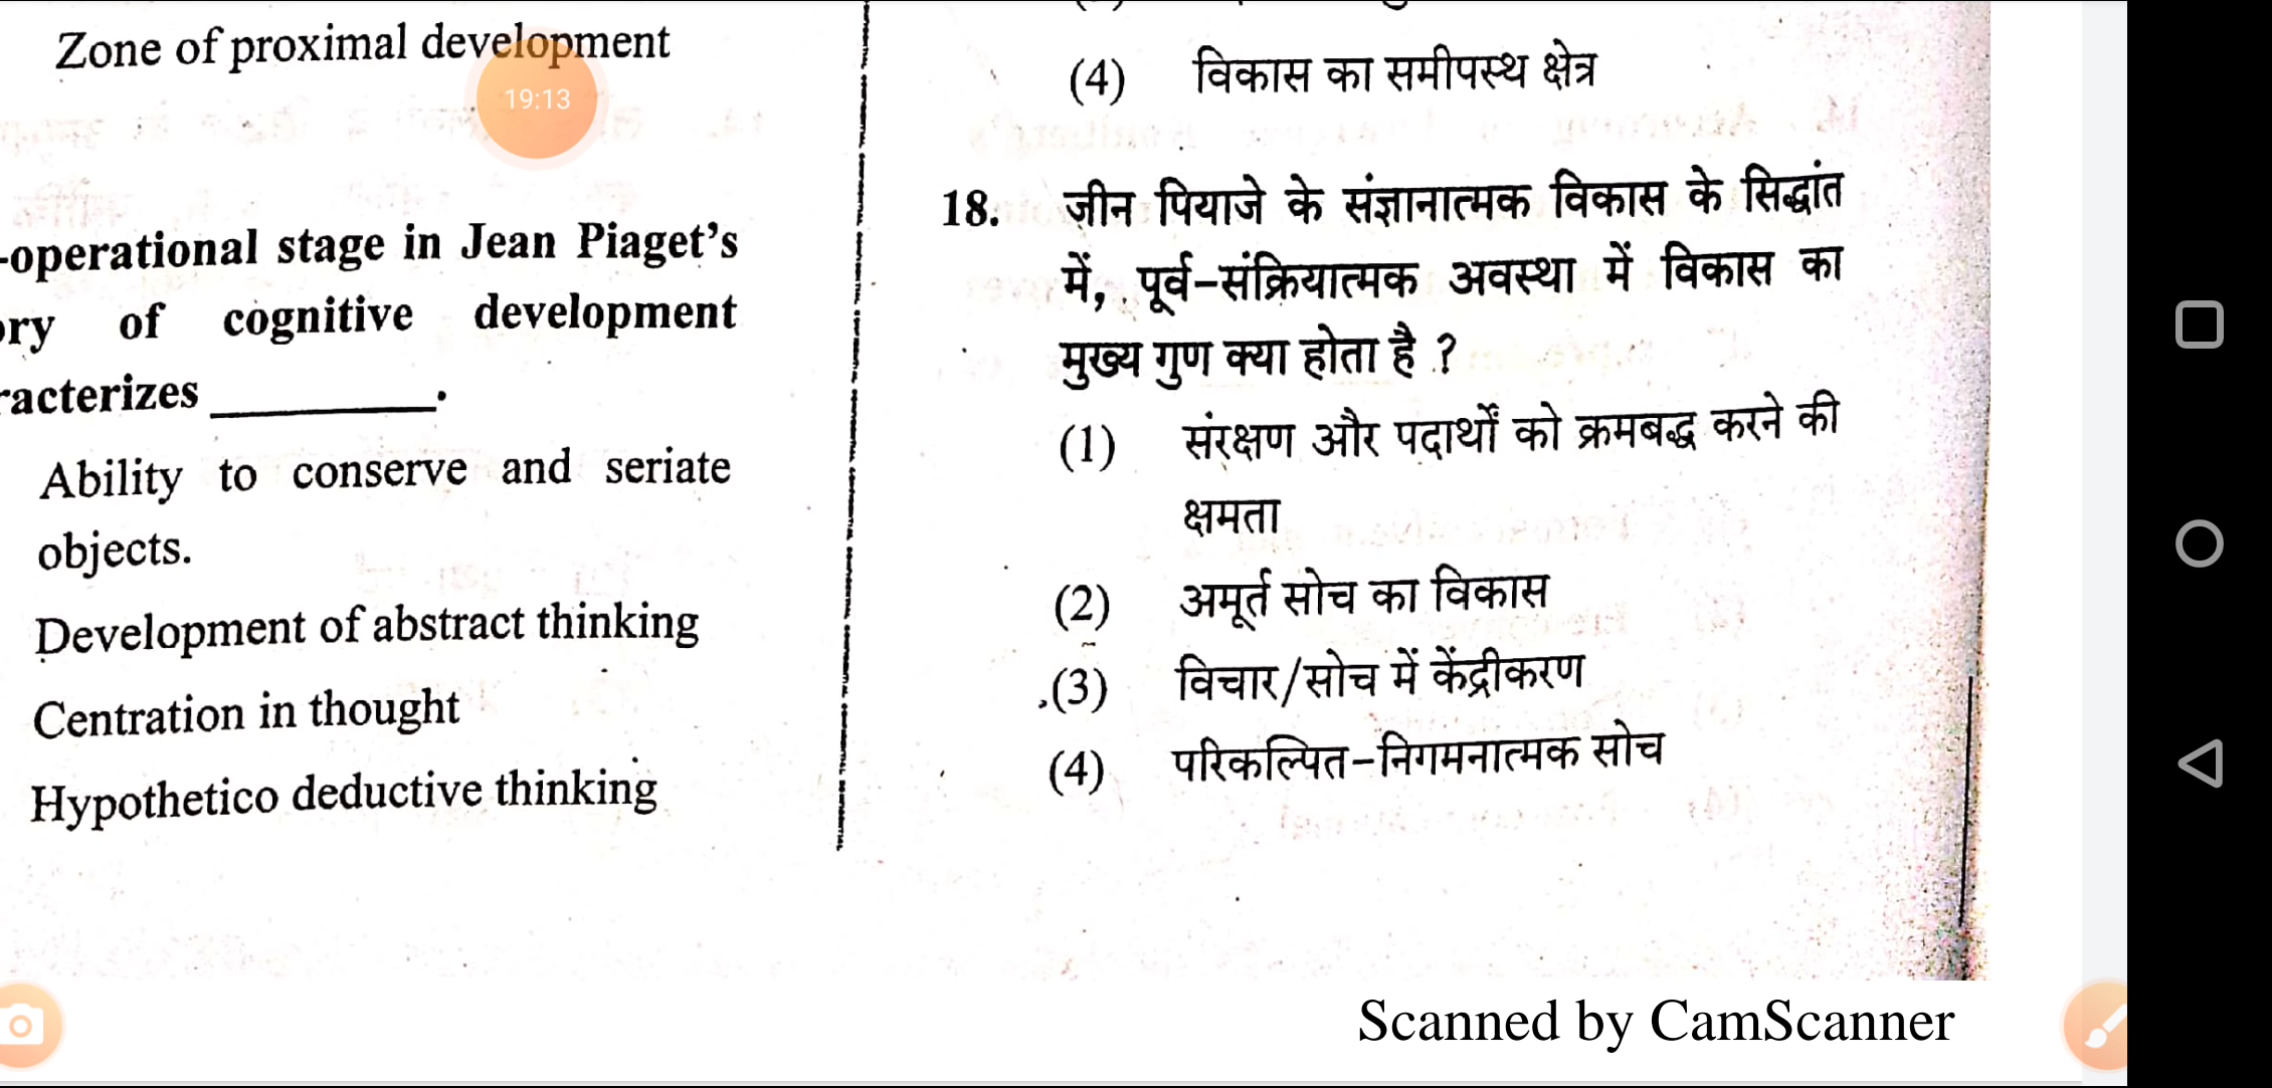 Zone of proximal development
19:13
-operational stage in Jean Piaget's
ory of cognitive development
racterizes ________.
Ability to conserve and seriate
objects.
Development of abstract thinking
Centration in thought
Hypothetico deductive thinking
(4) विकास का समीपस्थ क्षेत्र
18. ज़ीन पियाजे के संज्ञानात्मक विकास के सिद्धांत
में, पूर्व-संक्रियात्मक अवस्था में विकास का
मुख्य गुण क्या होता है ?
(1) संरक्षण और पदार्थों को क्रमबद्ध करने की
क्षमता
(2) अमूर्त सोच का विकास
(3) विचार/सोच में केंद्रीकरण
(4) परिकल्पित-निगमनात्मक सोच
Scanned by CamScanner